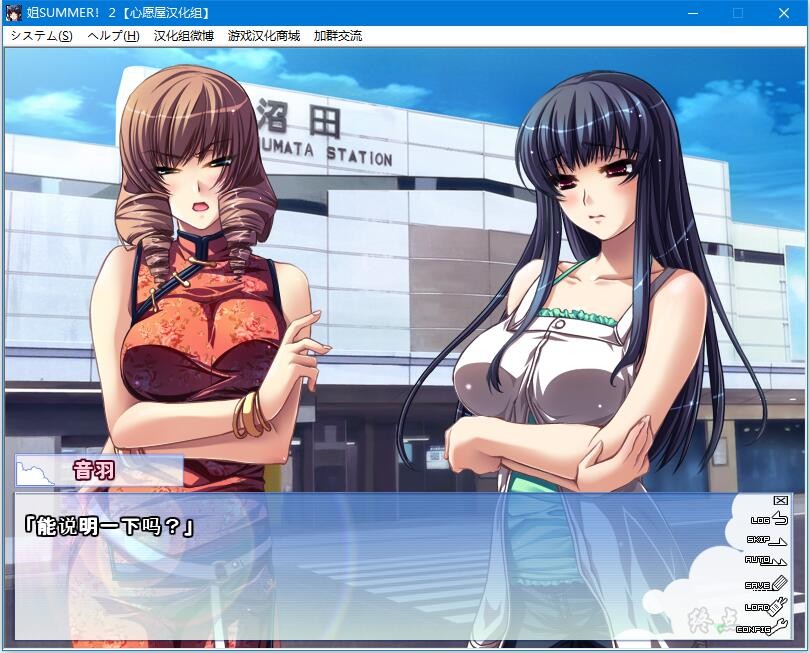 姐SUMMER! 2【心愿屋汉化组】
システム(S) ヘルプ(H) 汉化组微博 游戏汉化商城 加群交流
沼田
UMATA STATION
音羽
「能说明一下吗？」
LOG
SKIP
AUTO
SAVE
LOAD
CONFIG
终点